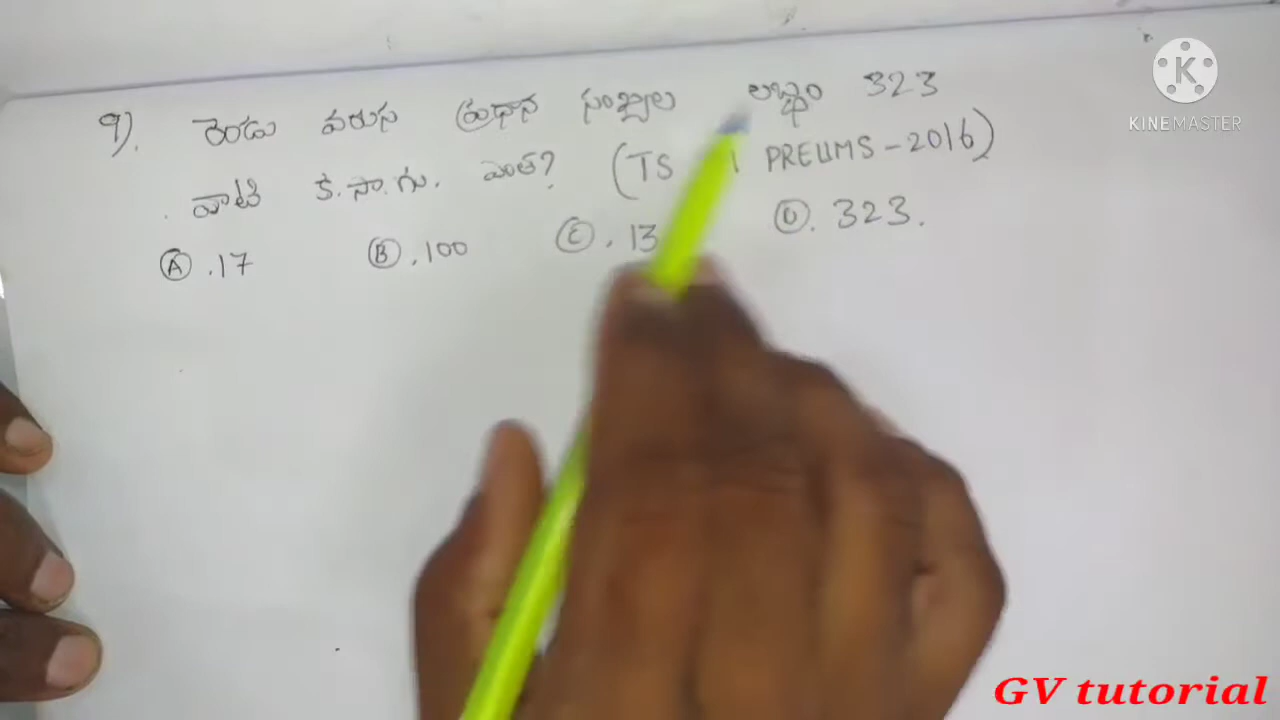 9). రెండు వరుస ప్రధాన సంఖ్యల లబ్ధం 323
వాటి క.సా.గు. ఎంత? (TS PRELIMS - 2016)
Ⓐ .17 Ⓑ .100 Ⓒ . 13 Ⓓ . 323.
KINEMASTER
GV tutorial